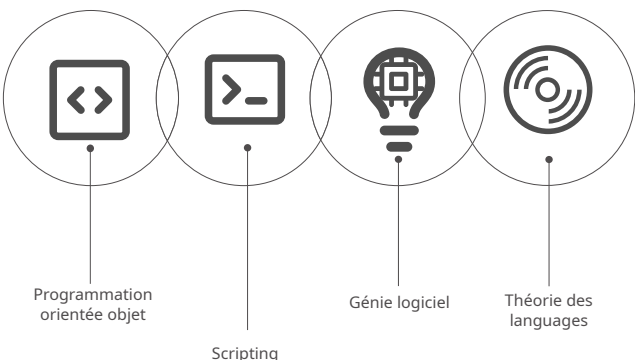 Programmation
orientée objet
Scripting
Génie logiciel
Théorie des
languages